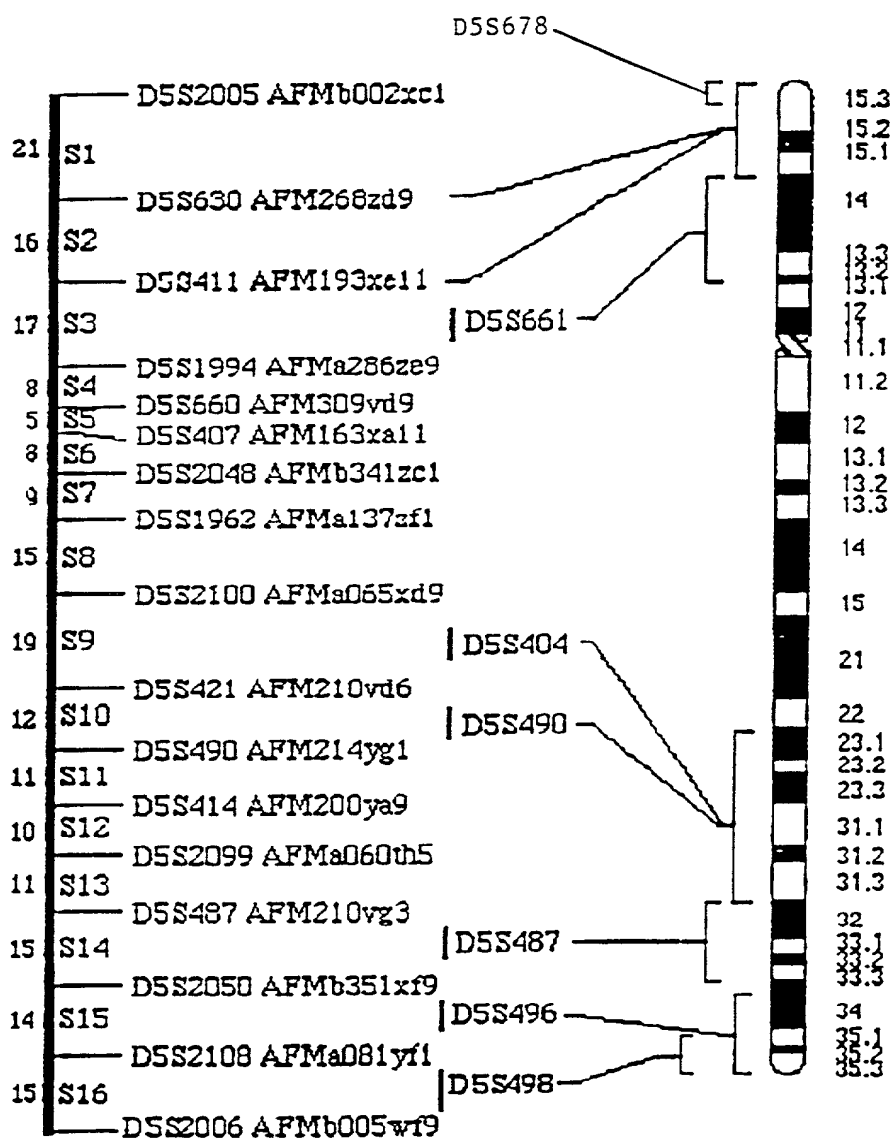 D5S678
D5S2005 AFMb002xc1
21 S1
D5S630 AFM268zd9
16 S2
D5S411 AFM193xe11
17 S3
D5S661
D5S1994 AFMa286ze9
8 S4
D5S660 AFM309vd9
5 S5
D5S407 AFM163xa11
8 S6
D5S2048 AFMb341zc1
9 S7
D5S1962 AFMa137zf1
15 S8
D5S2100 AFMa065xd9
19 S9
D5S404
D5S421 AFM210vd6
12 S10
D5S490
D5S490 AFM214yg1
11 S11
D5S414 AFM200ya9
10 S12
D5S2099 AFMa060th5
11 S13
D5S487 AFM210vg3
15 S14
D5S487
D5S2050 AFMb351xf9
14 S15
D5S496
D5S2108 AFMa081yf1
15 S16
D5S498
D5S2006 AFMb005wf9
15.3
15.2
15.1
14
13.3
13.2
13.1
12
11
11.1
11.2
12
13.1
13.2
13.3
14
15
21
22
23.1
23.2
23.3
31.1
31.2
31.3
32
33.1
33.2
33.3
34
35.1
35.2
35.3